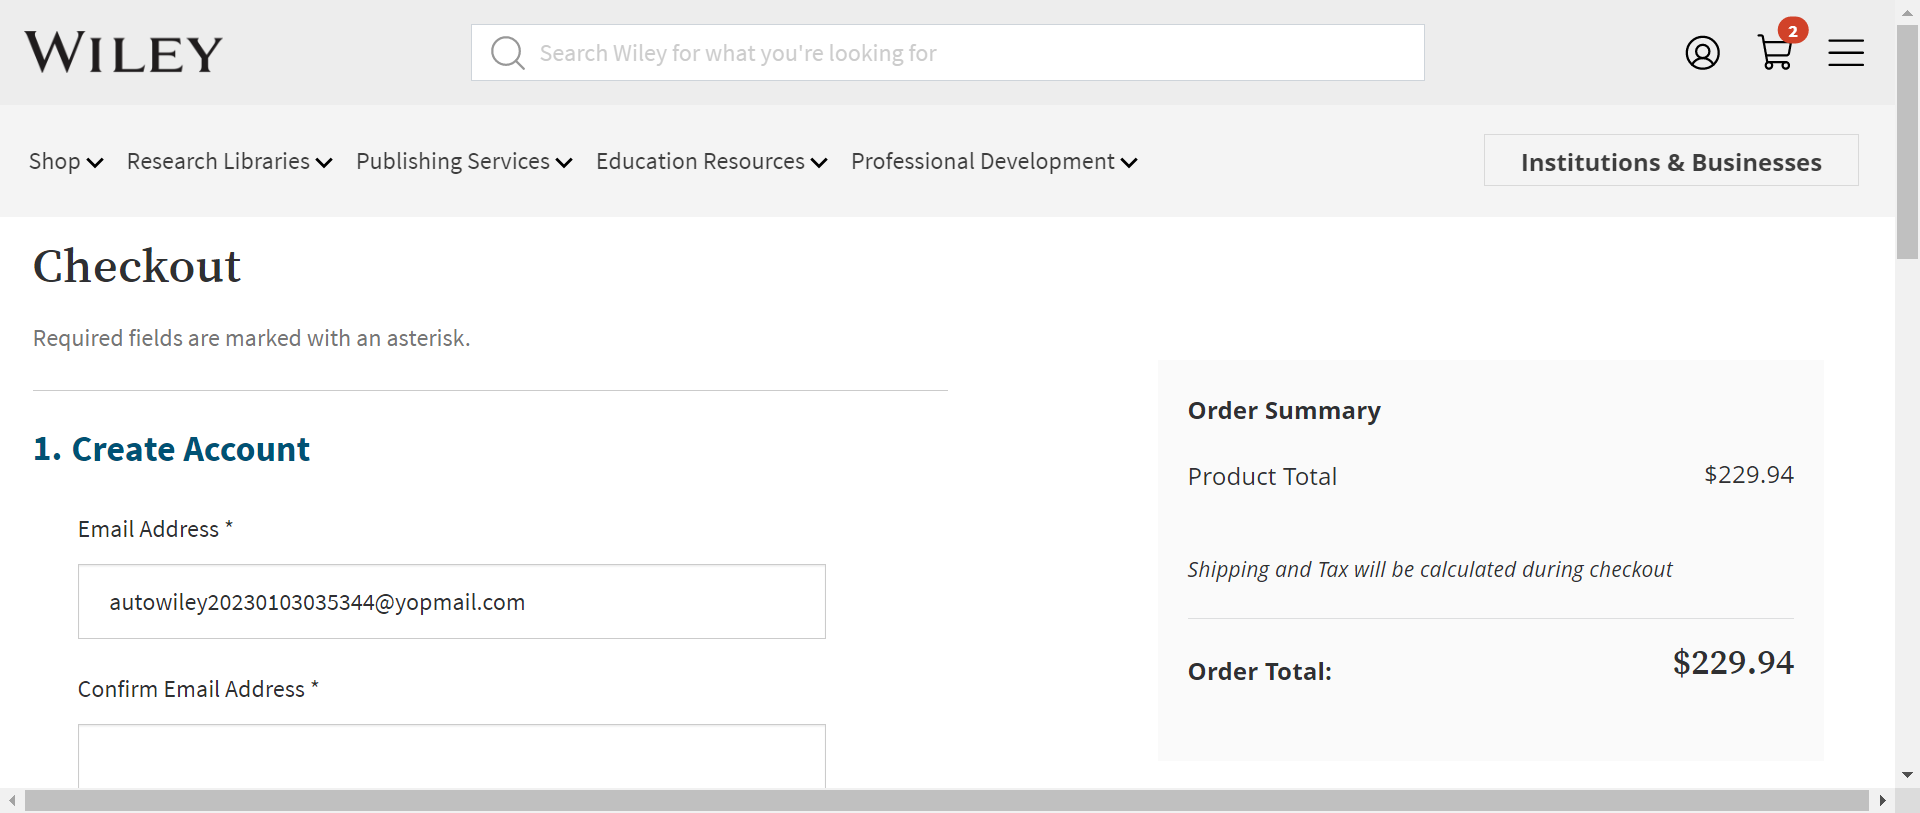 WILEY
Search Wiley for what you're looking for
2
Shop
Research Libraries
Publishing Services
Education Resources
Professional Development
Institutions & Businesses
Checkout
Required fields are marked with an asterisk.
1. Create Account
Email Address *
autowiley20230103035344@yopmail.com
Confirm Email Address *
Order Summary
Product Total $229.94
Shipping and Tax will be calculated during checkout
Order Total: $229.94